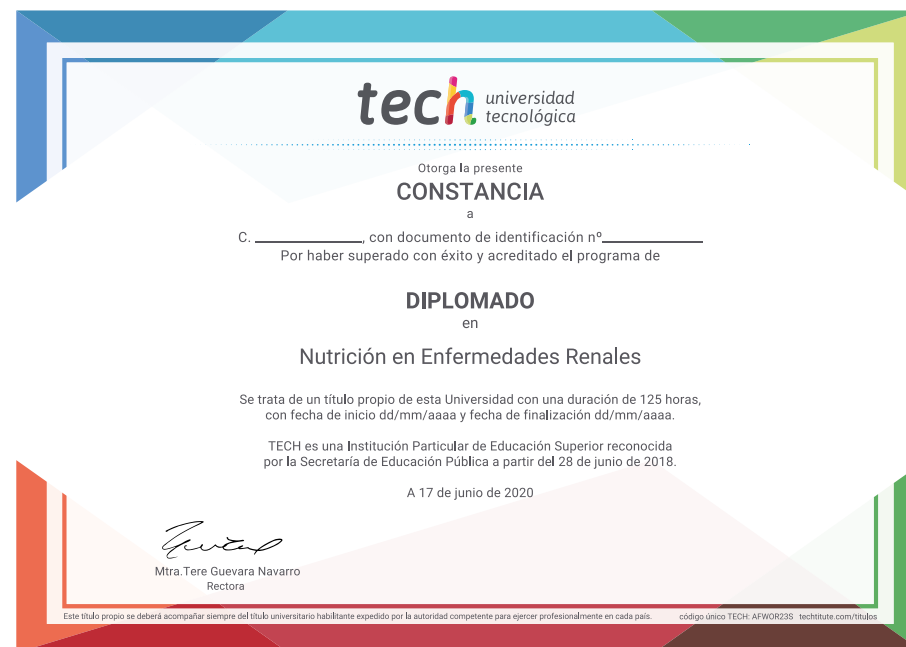 tech universidad
tecnológica
Otorga la presente
CONSTANCIA
a
C. ____________, con documento de identificación nº____________
Por haber superado con éxito y acreditado el programa de
DIPLOMADO
en
Nutrición en Enfermedades Renales
Se trata de un título propio de esta Universidad con una duración de 125 horas,
con fecha de inicio dd/mm/aaaa y fecha de finalización dd/mm/aaaa.
TECH es una Institución Particular de Educación Superior reconocida
por la Secretaría de Educación Pública a partir del 28 de junio de 2018.
A 17 de junio de 2020
Mtra.Tere Guevara Navarro
Rectora
Este título propio se deberá acompañar siempre del título universitario habilitante expedido por la autoridad competente para ejercer profesionalmente en cada país. código único TECH: AFWOR23S techtitute.com/titulos